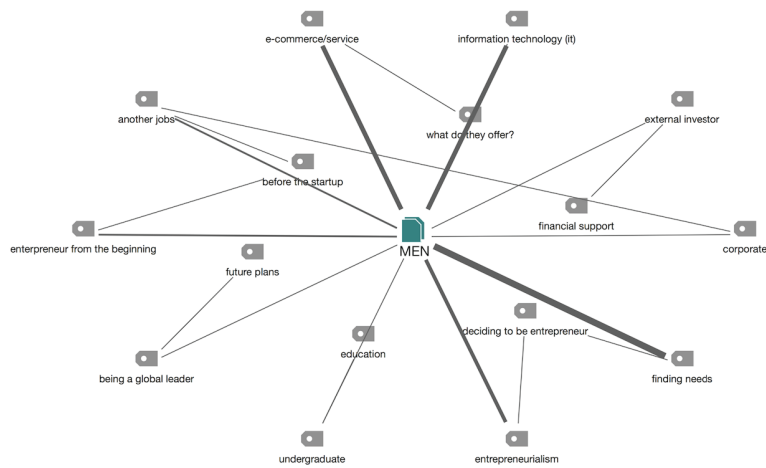 e-commerce/service
information technology (it)
another jobs
what do they offer?
external investor
before the startup
financial support
enterpreneur from the beginning
MEN
corporate
future plans
deciding to be entrepreneur
education
being a global leader
finding needs
undergraduate
entrepreneurialism